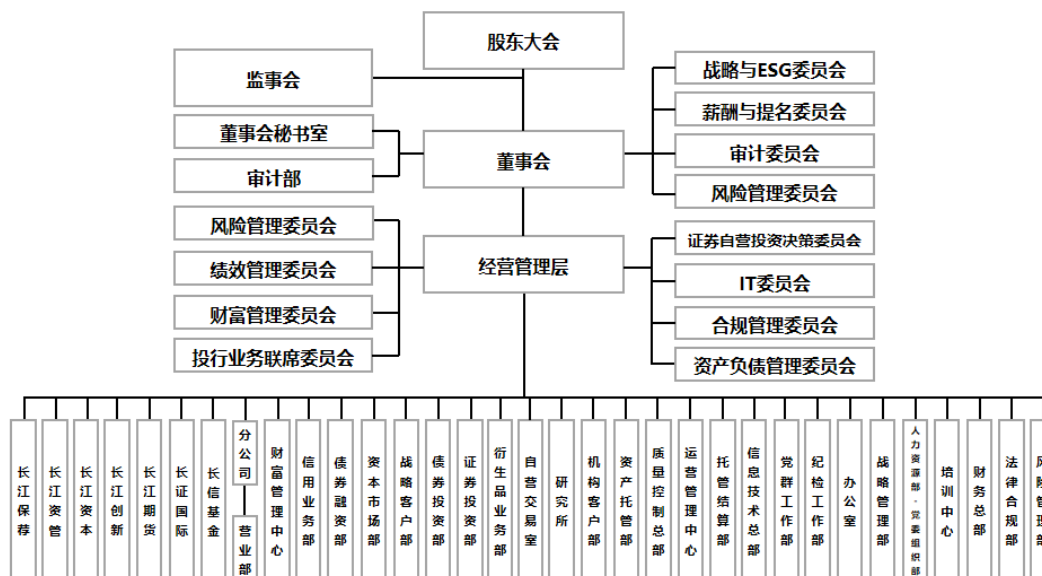 股东大会
监事会
战略与ESG委员会
薪酬与提名委员会
董事会秘书室
董事会
审计委员会
审计部
风险管理委员会
风险管理委员会
证券自营投资决策委员会
绩效管理委员会
经营管理层
IT委员会
财富管理委员会
合规管理委员会
投行业务联席委员会
资产负债管理委员会
长江保荐
长江资管
长江资本
长江创新
长江期货
长证国际
长信基金
分公司
营业部
财富管理中心
信用业务部
债券融资部
资本市场部
战略客户部
债券投资部
证券投资部
衍生品业务部
自营交易室
研究所
机构客户部
资产托管部
质量控制总部
运营管理中心
托管结算部
信息技术总部
党群工作部
纪检工作部
办公室
战略管理部
人力资源部·党委组织部
培训中心
财务总部
法律合规部
风险管理部